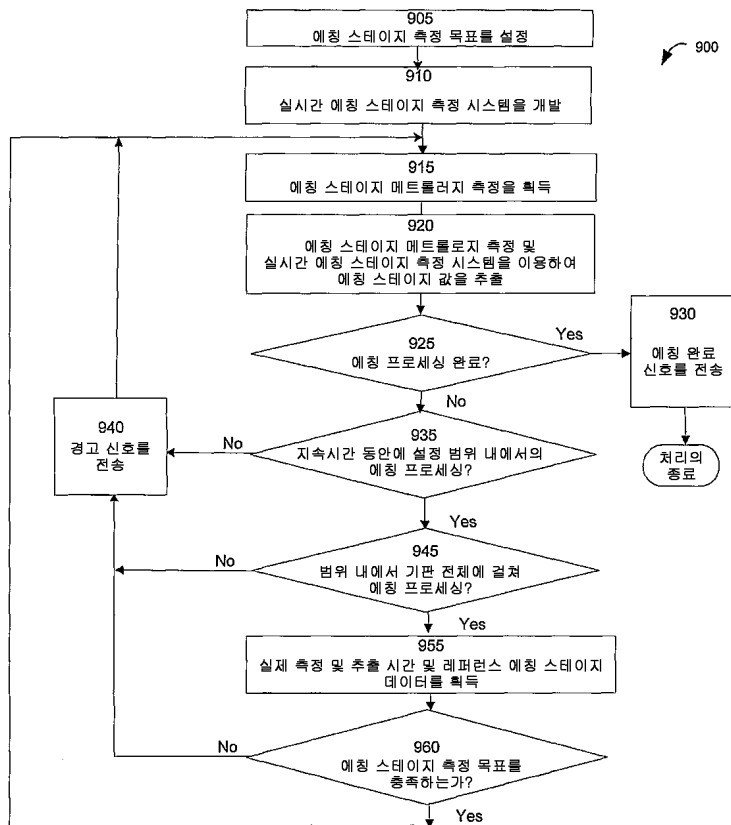 905
에칭 스테이지 측정 목표를 설정
900
910
실시간 에칭 스테이지 측정 시스템을 개발
915
에칭 스테이지 메트롤러지 측정을 획득
920
에칭 스테이지 메트롤로지 측정 및
실시간 에칭 스테이지 측정 시스템을 이용하여
에칭 스테이지 값을 추출
925
에칭 프로세싱 완료?
Yes
930
에칭 완료
신호를 전송
No
처리의
종료
935
지속시간 동안에 설정 범위 내에서의
에칭 프로세싱?
No
940
경고 신호를
전송
Yes
945
범위 내에서 기판 전체에 걸쳐
에칭 프로세싱?
No
Yes
955
실제 측정 및 추출 시간 및 레퍼런스 에칭 스테이지
데이터를 획득
960
에칭 스테이지 측정 목표를
충족하는가?
No
Yes